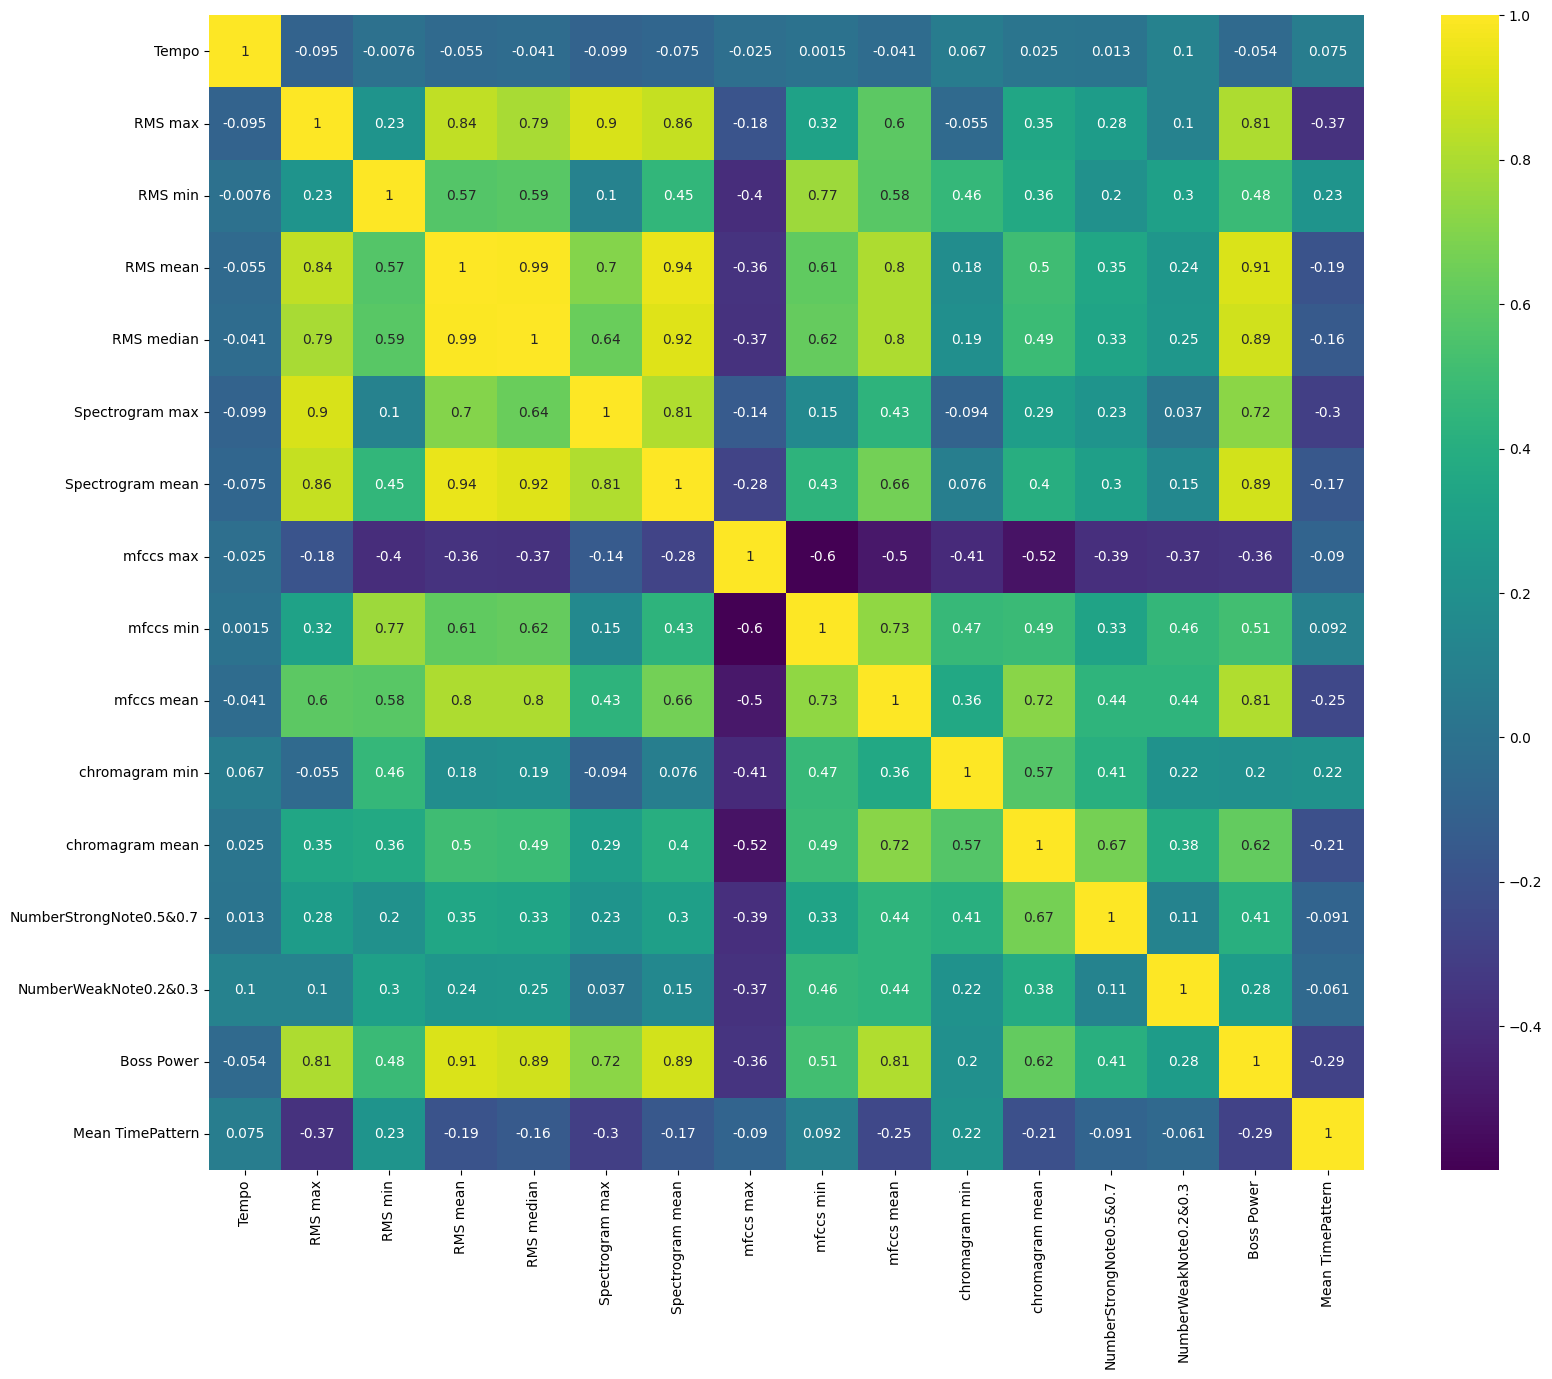 Tempo 1 -0.095 -0.0076 -0.055 -0.041 -0.099 -0.075 -0.025 0.0015 -0.041 0.067 0.025 0.013 0.1 -0.054 0.075
RMS max -0.095 1 0.23 0.84 0.79 0.9 0.86 -0.18 0.32 0.6 -0.055 0.35 0.28 0.1 0.81 -0.37
RMS min -0.0076 0.23 1 0.57 0.59 0.1 0.45 -0.4 0.77 0.58 0.46 0.36 0.2 0.3 0.48 0.23
RMS mean -0.055 0.84 0.57 1 0.99 0.7 0.94 -0.36 0.61 0.8 0.18 0.5 0.35 0.24 0.91 -0.19
RMS median -0.041 0.79 0.59 0.99 1 0.64 0.92 -0.37 0.62 0.8 0.19 0.49 0.33 0.25 0.89 -0.16
Spectrogram max -0.099 0.9 0.1 0.7 0.64 1 0.81 -0.14 0.15 0.43 -0.094 0.29 0.23 0.037 0.72 -0.3
Spectrogram mean -0.075 0.86 0.45 0.94 0.92 0.81 1 -0.28 0.43 0.66 0.076 0.4 0.3 0.15 0.89 -0.17
mfccs max -0.025 -0.18 -0.4 -0.36 -0.37 -0.14 -0.28 1 -0.6 -0.5 -0.41 -0.52 -0.39 -0.37 -0.36 -0.09
mfccs min 0.0015 0.32 0.77 0.61 0.62 0.15 0.43 -0.6 1 0.73 0.47 0.49 0.33 0.46 0.51 0.092
mfccs mean -0.041 0.6 0.58 0.8 0.8 0.43 0.66 -0.5 0.73 1 0.36 0.72 0.44 0.44 0.81 -0.25
chromagram min 0.067 -0.055 0.46 0.18 0.19 -0.094 0.076 -0.41 0.47 0.36 1 0.57 0.41 0.22 0.2 0.22
chromagram mean 0.025 0.35 0.36 0.5 0.49 0.29 0.4 -0.52 0.49 0.72 0.57 1 0.67 0.38 0.62 -0.21
NumberStrongNote0.5&0.7 0.013 0.28 0.2 0.35 0.33 0.23 0.3 -0.39 0.33 0.44 0.41 0.67 1 0.11 0.41 -0.091
NumberWeakNote0.2&0.3 0.1 0.1 0.3 0.24 0.25 0.037 0.15 -0.37 0.46 0.44 0.22 0.38 0.11 1 0.28 -0.061
Boss Power -0.054 0.81 0.48 0.91 0.89 0.72 0.89 -0.36 0.51 0.81 0.2 0.62 0.41 0.28 1 -0.29
Mean TimePattern 0.075 -0.37 0.23 -0.19 -0.16 -0.3 -0.17 -0.09 0.092 -0.25 0.22 -0.21 -0.091 -0.061 -0.29 1
Tempo
RMS max
RMS min
RMS mean
RMS median
Spectrogram max
Spectrogram mean
mfccs max
mfccs min
mfccs mean
chromagram min
chromagram mean
NumberStrongNote0.5&0.7
NumberWeakNote0.2&0.3
Boss Power
Mean TimePattern
1.0
0.8
0.6
0.4
0.2
0.0
−0.2
−0.4